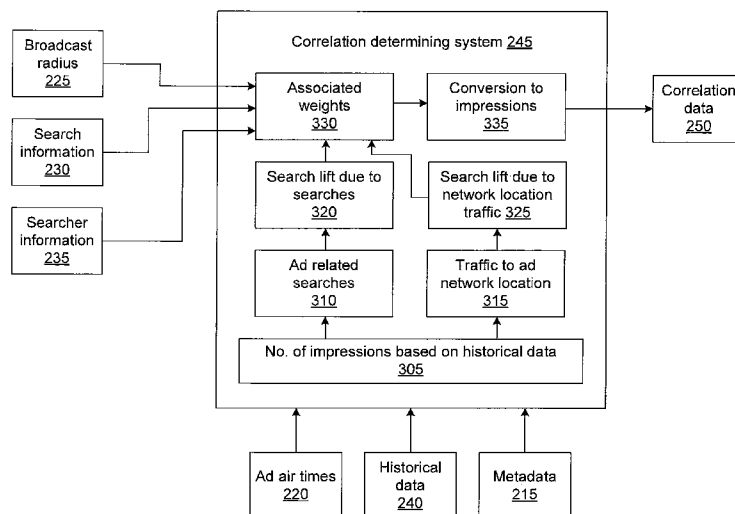 Correlation determining system 245
Broadcast
radius
225
Search
information
230
Searcher
information
235
Associated
weights
330
Conversion to
impressions
335
Correlation
data
250
Search lift due to
searches
320
Search lift due to
network location
traffic 325
Ad related
searches
310
Traffic to ad
network location
315
No. of impressions based on historical data
305
Ad air times
220
Historical
data
240
Metadata
215